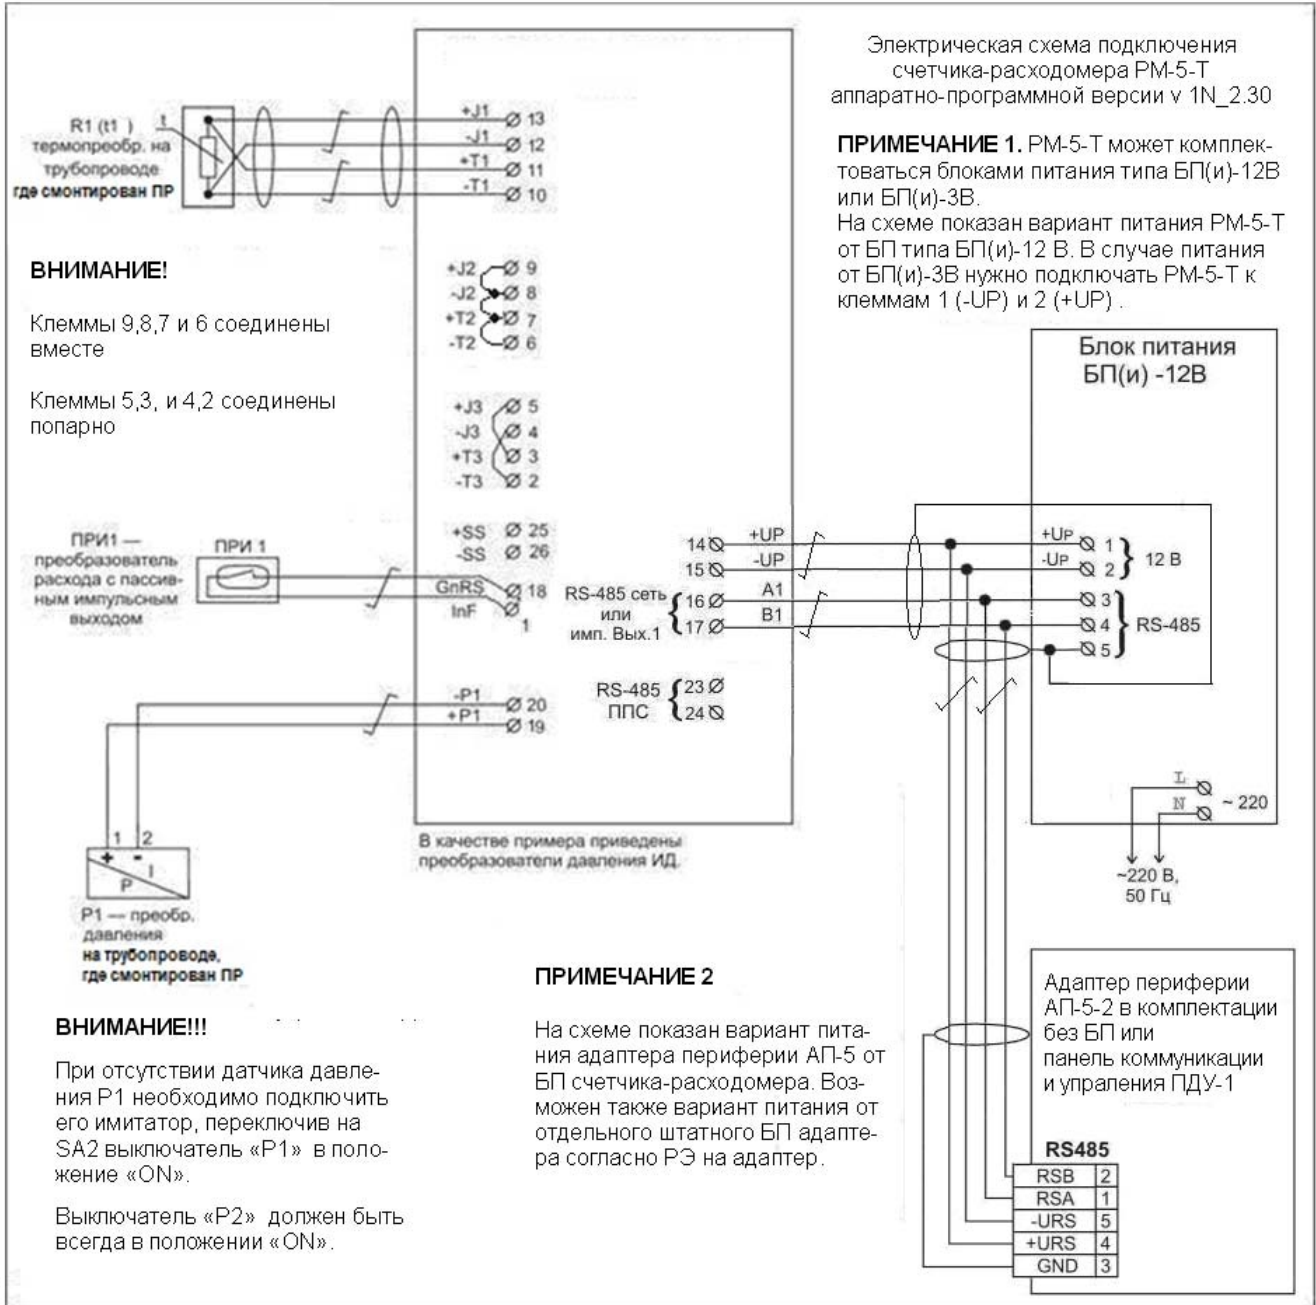 Электрическая схема подключения
счетчика-расходомера РМ-5-Т
аппаратно-программной версии v 1N_2.30
ПРИМЕЧАНИЕ 1. РМ-5-Т может комплек-
товаться блоками питания типа БП(и)-12В
или БП(и)-3В.
На схеме показан вариант питания РМ-5-Т
от БП типа БП(и)-12 В. В случае питания
от БП(и)-3В нужно подключать РМ-5-Т к
клеммам 1 (-UP) и 2 (+UP) .
R1 (t1 )
термопреобр. на
трубопроводе
где смонтирован ПР
t
+J1 13
-J1 12
+T1 11
-T1 10
ВНИМАНИЕ!
Клеммы 9,8,7 и 6 соединены
вместе
Клеммы 5,3, и 4,2 соединены
попарно
+J2 9
-J2 8
+T2 7
-T2 6
+J3 5
-J3 4
+T3 3
-T3 2
ПРИ1 —
преобразователь
расхода с пассив-
ным импульсным
выходом
ПРИ 1
+SS 25
-SS 26
GnRS 18
InF 1
14 +UP
15 -UP
RS-485 сеть
или
имп. Вых.1
16 A1
17 B1
RS-485
ППС
23
24
-P1 20
+P1 19
Блок питания
БП(и) -12В
+UP 1
-UP 2
12 В
3
4
5
RS-485
L
N
~ 220
~220 В,
50 Гц
1 2
+ -
P I
P1 — преобр.
давления
на трубопроводе,
где смонтирован ПР
В качестве примера приведены
преобразователи давления ИД.
ВНИМАНИЕ!!!
При отсутствии датчика давле-
ния Р1 необходимо подключить
его имитатор, переключив на
SA2 выключатель «Р1» в поло-
жение «ON».
Выключатель «Р2» должен быть
всегда в положении «ON».
ПРИМЕЧАНИЕ 2
На схеме показан вариант пита-
ния адаптера периферии АП-5 от
БП счетчика-расходомера. Воз-
можен также вариант питания от
отдельного штатного БП адапте-
ра согласно РЭ на адаптер.
Адаптер периферии
АП-5-2 в комплектации
без БП или
панель коммуникации
и упраления ПДУ-1
RS485
RSB 2
RSA 1
-URS 5
+URS 4
GND 3